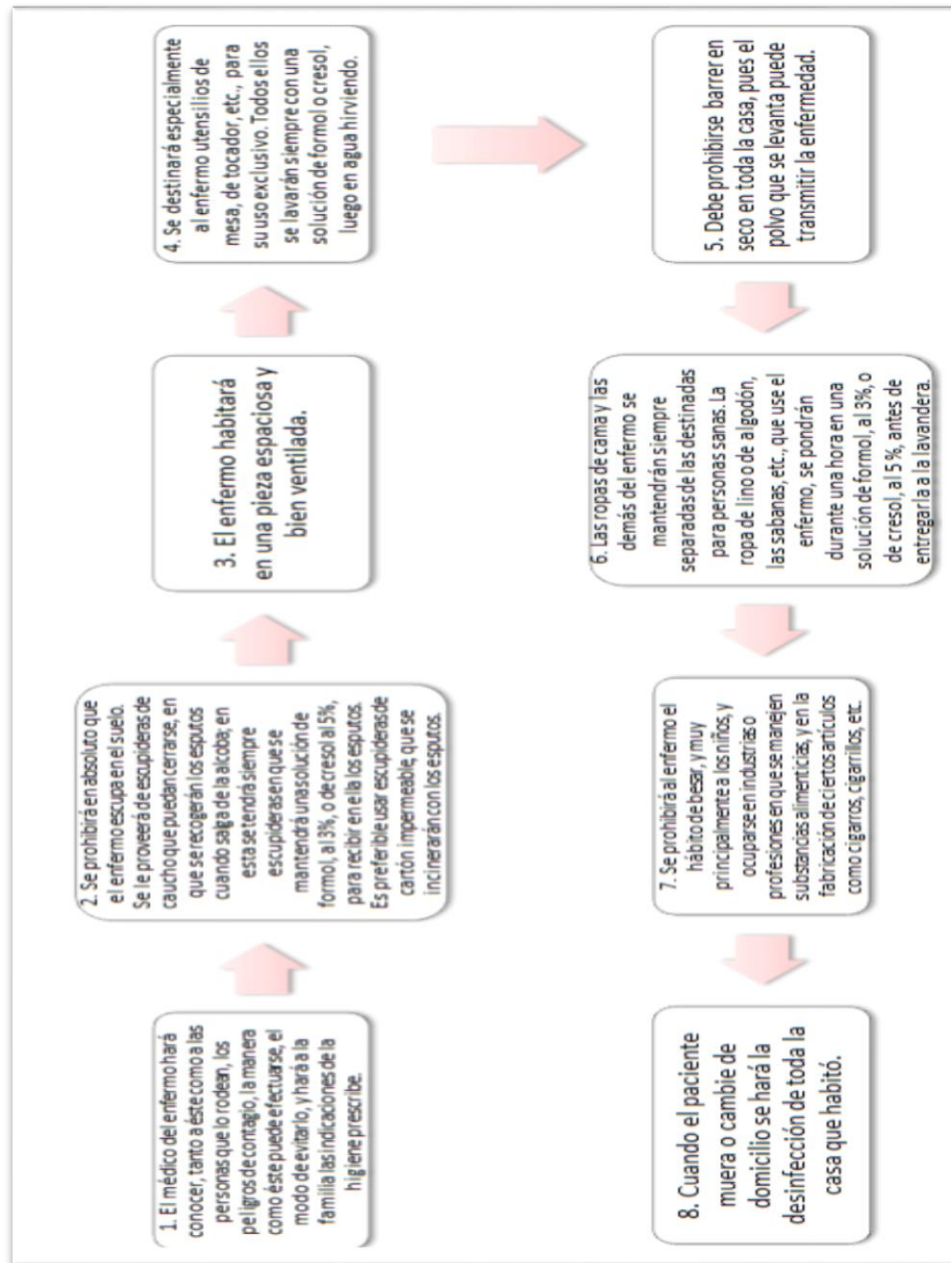 1. El médico del enfermo hará
conocer, tanto a éste como a las
personas que lo rodean, los
peligros de contagio, la manera
como éste puede efectuarse, el
modo de evitarlo, y hará a la
familia las indicaciones de la
higiene prescribe.
2. Se prohibirá en absoluto que
el enfermo escupa en el suelo.
Se le proveerá de escupideras de
caucho que puedan cerrarse, en
que se recogerán los esputos
cuando salga de la alcoba; en
esta se tendrá siempre
escupideras en que se
mantendrá una solución de
formol, al 3%, o de cresol al 5%,
para recibir en ella los esputos.
Es preferible usar escupideras de
cartón impermeable, que se
incinerarán con los esputos.
3. El enfermo habitará
en una pieza espaciosa y
bien ventilada.
4. Se destinará especialmente
al enfermo utensilios de
mesa, de tocador, etc., para
su uso exclusivo. Todos ellos
se lavarán siempre con una
solución de formol o cresol,
luego en agua hirviendo.
5. Debe prohibirse barrer en
seco en toda la casa, pues el
polvo que se levanta puede
transmitir la enfermedad.
6. Las ropas de cama y las
demás del enfermo se
mantendrán siempre
separadas de las destinadas
para personas sanas. La
ropa de lino o de algodón,
las sabanas, etc., que use el
enfermo, se pondrán
durante una hora en una
solución de formol, al 3%, o
de cresol, al 5 %, antes de
entregarla a la lavandera.
7. Se prohibirá al enfermo el
hábito de besar, y muy
principalmente a los niños, y
ocuparse en industrias o
profesiones en que se manejen
substancias alimenticias, y en la
fabricación de ciertos artículos
como cigarros, cigarrillos, etc.
8. Cuando el paciente
muera o cambie de
domicilio se hará la
desinfección de toda la
casa que habitó.